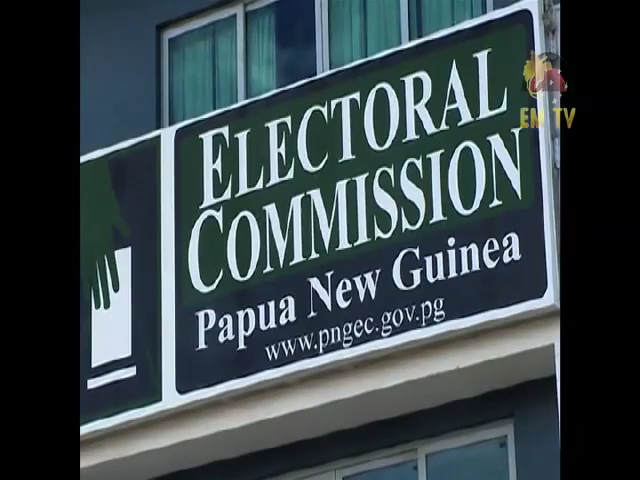 ELECTORAL
COMMISSION
Papua New Guinea
www.pngec.gov.pg
EM TV